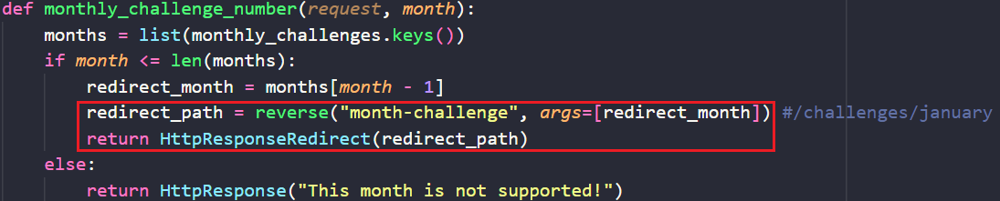 def monthly_challenge_number(request, month):
    months = list(monthly_challenges.keys())
    if month <= len(months):
        redirect_month = months[month - 1]
        redirect_path = reverse("month-challenge", args=[redirect_month]) #/challenges/january
        return HttpResponseRedirect(redirect_path)
    else:
        return HttpResponse("This month is not supported!")